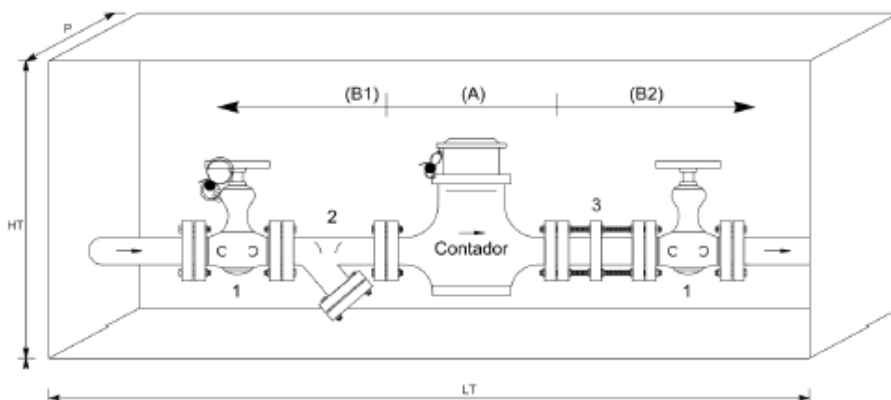 P
(B1) (A) (B2)
HT
2 3
Contador
1 1
LT